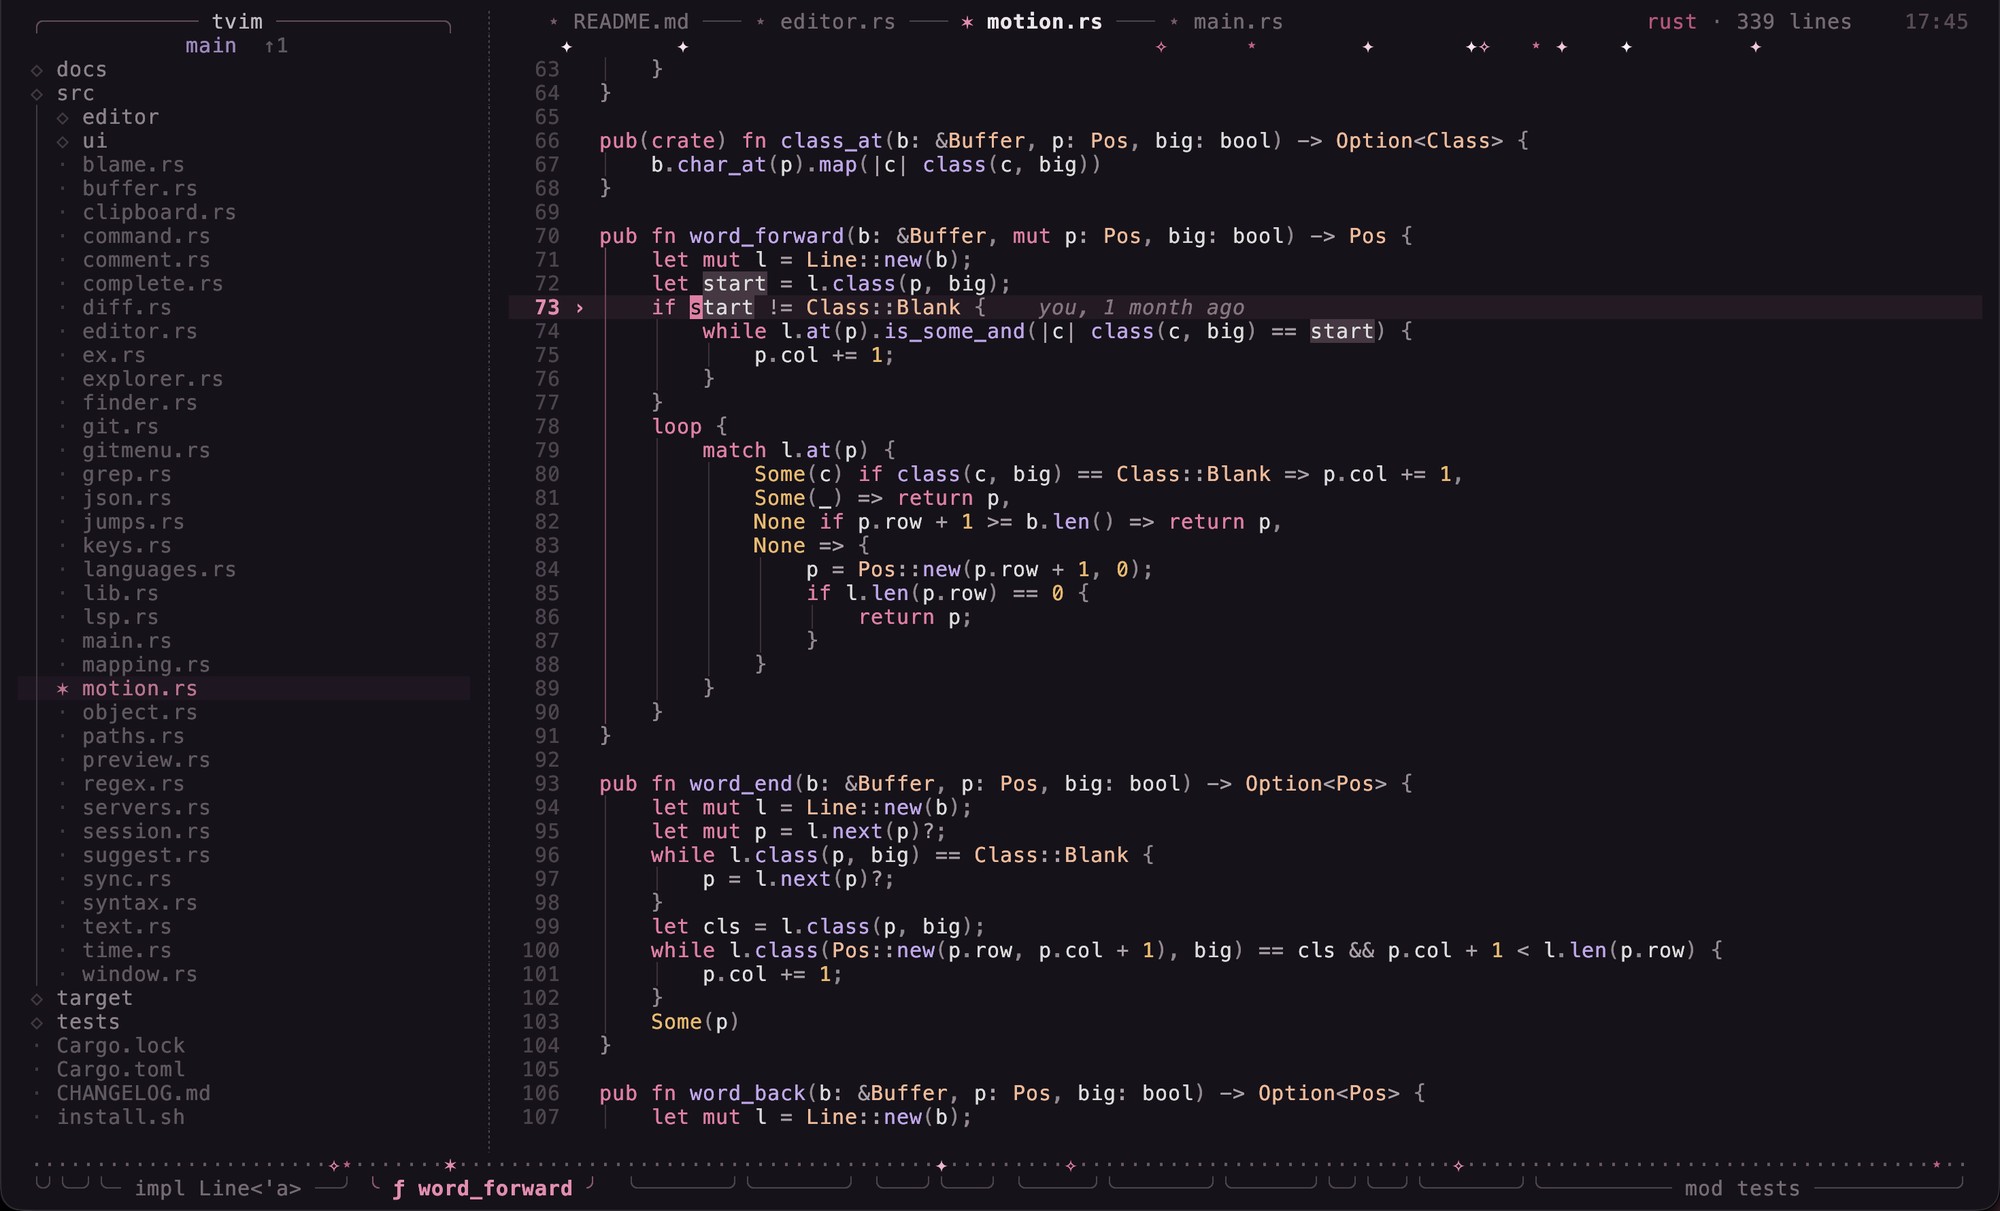 tvim
main ↑1
docs
src
editor
ui
blame.rs
buffer.rs
clipboard.rs
command.rs
comment.rs
complete.rs
diff.rs
editor.rs
ex.rs
explorer.rs
finder.rs
git.rs
gitmenu.rs
grep.rs
json.rs
jumps.rs
keys.rs
languages.rs
lib.rs
lsp.rs
main.rs
mapping.rs
motion.rs
object.rs
paths.rs
preview.rs
regex.rs
servers.rs
session.rs
suggest.rs
sync.rs
syntax.rs
text.rs
time.rs
window.rs
target
tests
Cargo.lock
Cargo.toml
CHANGELOG.md
install.sh
README.md editor.rs motion.rs main.rs rust · 339 lines 17:45
63         }
64 }
65
66 pub(crate) fn class_at(b: &Buffer, p: Pos, big: bool) -> Option<Class> {
67     b.char_at(p).map(|c| class(c, big))
68 }
69
70 pub fn word_forward(b: &Buffer, mut p: Pos, big: bool) -> Pos {
71     let mut l = Line::new(b);
72     let start = l.class(p, big);
73 ›   if start != Class::Blank {    you, 1 month ago
74         while l.at(p).is_some_and(|c| class(c, big) == start) {
75             p.col += 1;
76         }
77     }
78     loop {
79         match l.at(p) {
80             Some(c) if class(c, big) == Class::Blank => p.col += 1,
81             Some(_) => return p,
82             None if p.row + 1 >= b.len() => return p,
83             None => {
84                 p = Pos::new(p.row + 1, 0);
85                 if l.len(p.row) == 0 {
86                     return p;
87                 }
88             }
89         }
90     }
91 }
92
93 pub fn word_end(b: &Buffer, p: Pos, big: bool) -> Option<Pos> {
94     let mut l = Line::new(b);
95     let mut p = l.next(p)?;
96     while l.class(p, big) == Class::Blank {
97         p = l.next(p)?;
98     }
99     let cls = l.class(p, big);
100     while l.class(Pos::new(p.row, p.col + 1), big) == cls && p.col + 1 < l.len(p.row) {
101         p.col += 1;
102     }
103     Some(p)
104 }
105
106 pub fn word_back(b: &Buffer, p: Pos, big: bool) -> Option<Pos> {
107     let mut l = Line::new(b);
impl Line<'a> ƒ word_forward mod tests